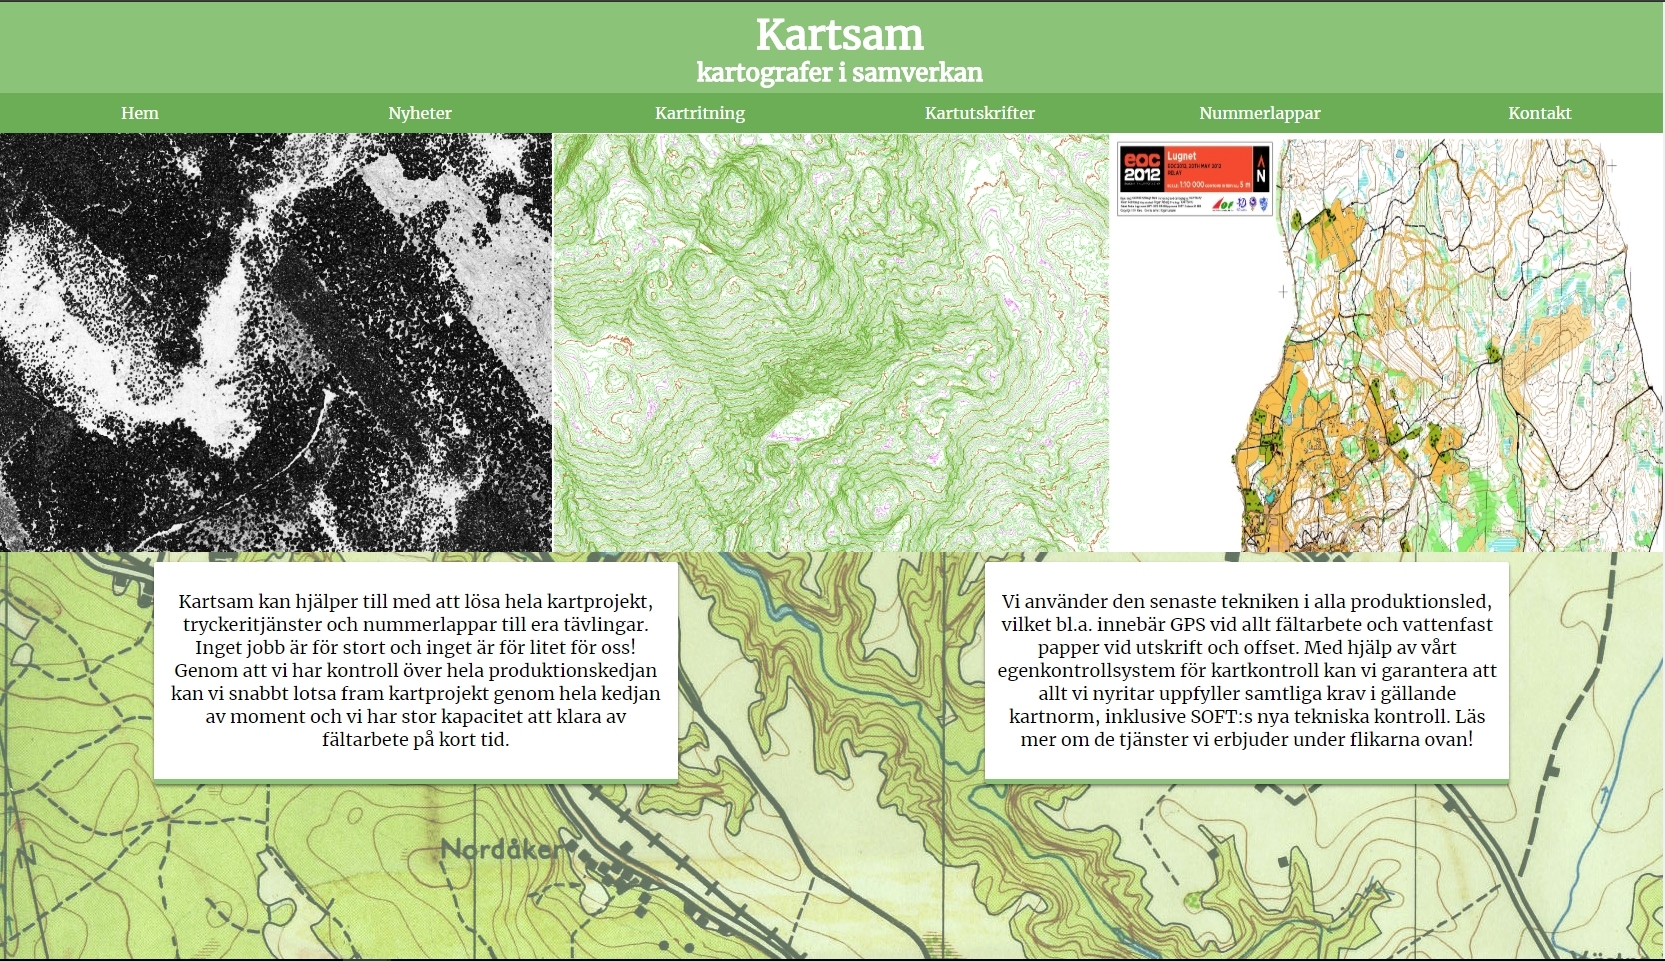 Kartsam
kartografer i samverkan
Hem Nyheter Kartritning Kartutskrifter Nummerlappar Kontakt
eoc
2012
Lugnet
EOC2012, 20TH MAY 2012
RELAY
1:10 000
5 m
N
Kartsam kan hjälper till med att lösa hela kartprojekt,
tryckeritjänster och nummerlappar till era tävlingar.
Inget jobb är för stort och inget är för litet för oss!
Genom att vi har kontroll över hela produktionskedjan
kan vi snabbt lotsa fram kartprojekt genom hela kedjan
av moment och vi har stor kapacitet att klara av
fältarbete på kort tid.
Vi använder den senaste tekniken i alla produktionsled,
vilket bl.a. innebär GPS vid allt fältarbete och vattenfast
papper vid utskrift och offset. Med hjälp av vårt
egenkontrollsystem för kartkontroll kan vi garantera att
allt vi nyritar uppfyller samtliga krav i gällande
kartnorm, inklusive SOFT:s nya tekniska kontroll. Läs
mer om de tjänster vi erbjuder under flikarna ovan!
Nordåker
N